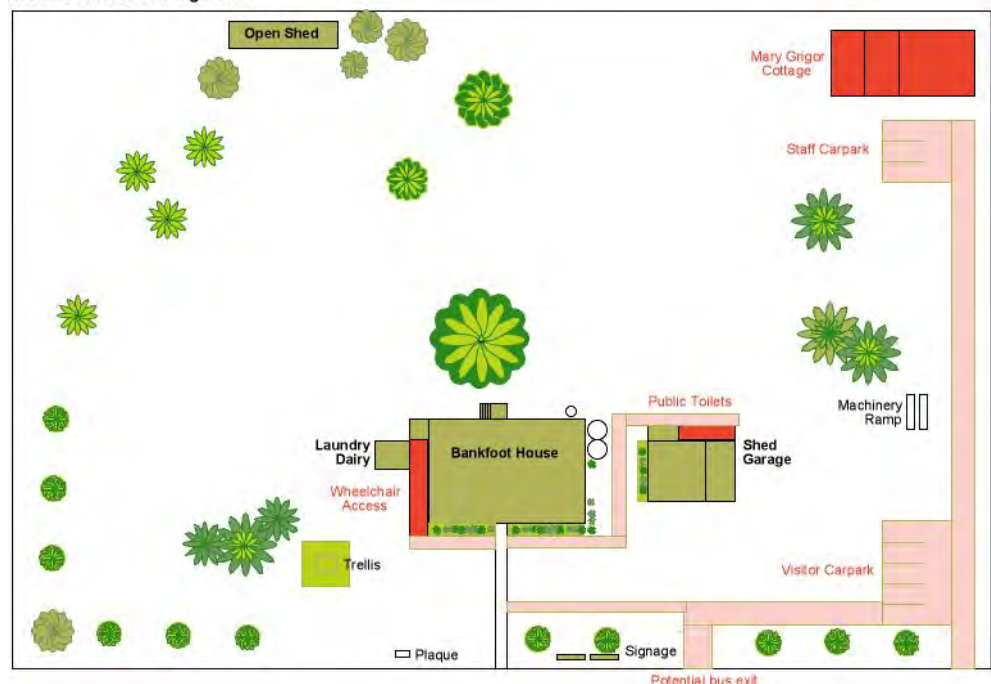 Open Shed
Mary Grigor
Cottage
Staff Carpark
Machinery
Ramp
Public Toilets
Laundry
Dairy
Bankfoot House
Shed
Garage
Wheelchair
Access
Trellis
Visitor Carpark
Plaque
Signage
Potential bus exit